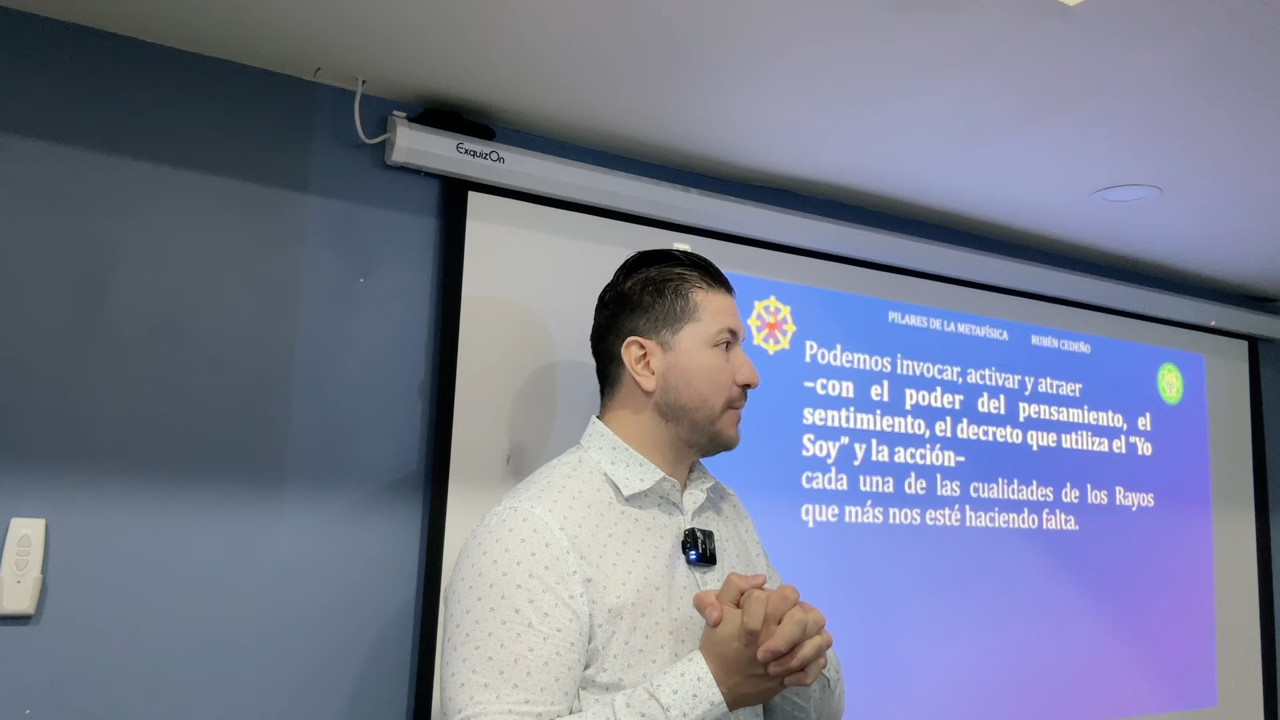 ExquizOn
PILARES DE LA METAFÍSICA RUBÉN CEDEÑO
Podemos invocar, activar y atraer
–con el poder del pensamiento, el
sentimiento, el decreto que utiliza el "Yo
Soy” y la acción–
cada una de las cualidades de los Rayos
que más nos esté haciendo falta.